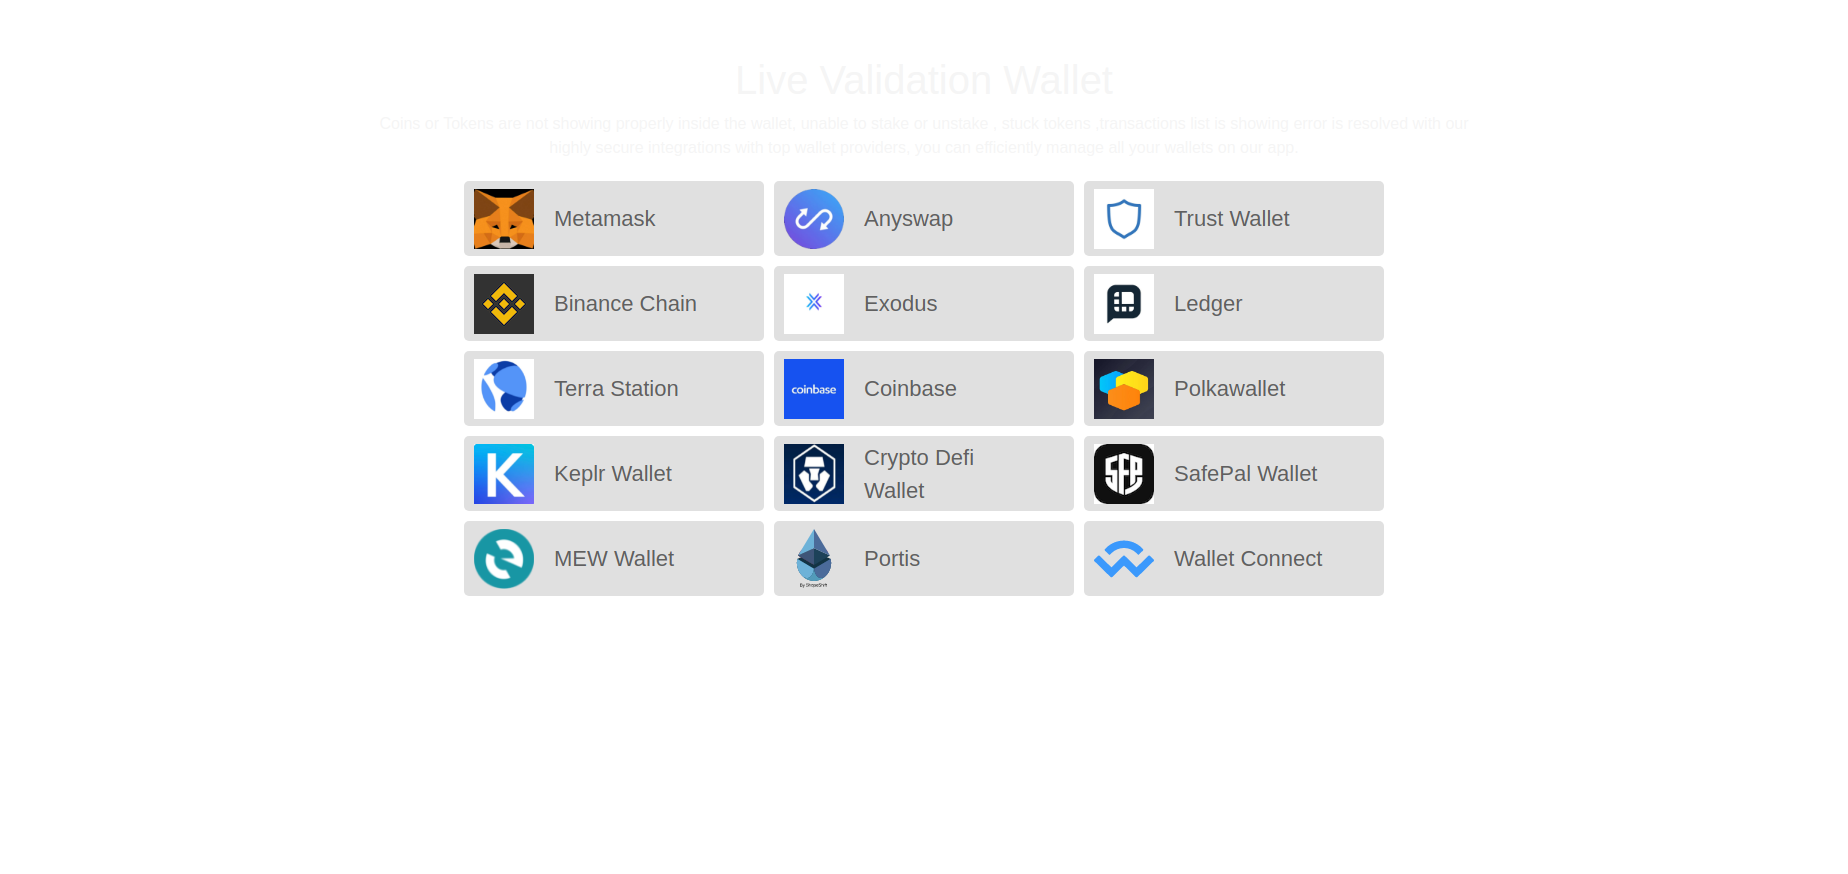 Live Validation Wallet
Coins or Tokens are not showing properly inside the wallet, unable to stake or unstake , stuck tokens ,transactions list is showing error is resolved with our
highly secure integrations with top wallet providers, you can efficiently manage all your wallets on our app.
Metamask
Anyswap
Trust Wallet
Binance Chain
Exodus
Ledger
Terra Station
coinbase
Coinbase
Polkawallet
Keplr Wallet
Crypto Defi
Wallet
SFP
SafePal Wallet
MEW Wallet
By ShapeShift
Portis
Wallet Connect